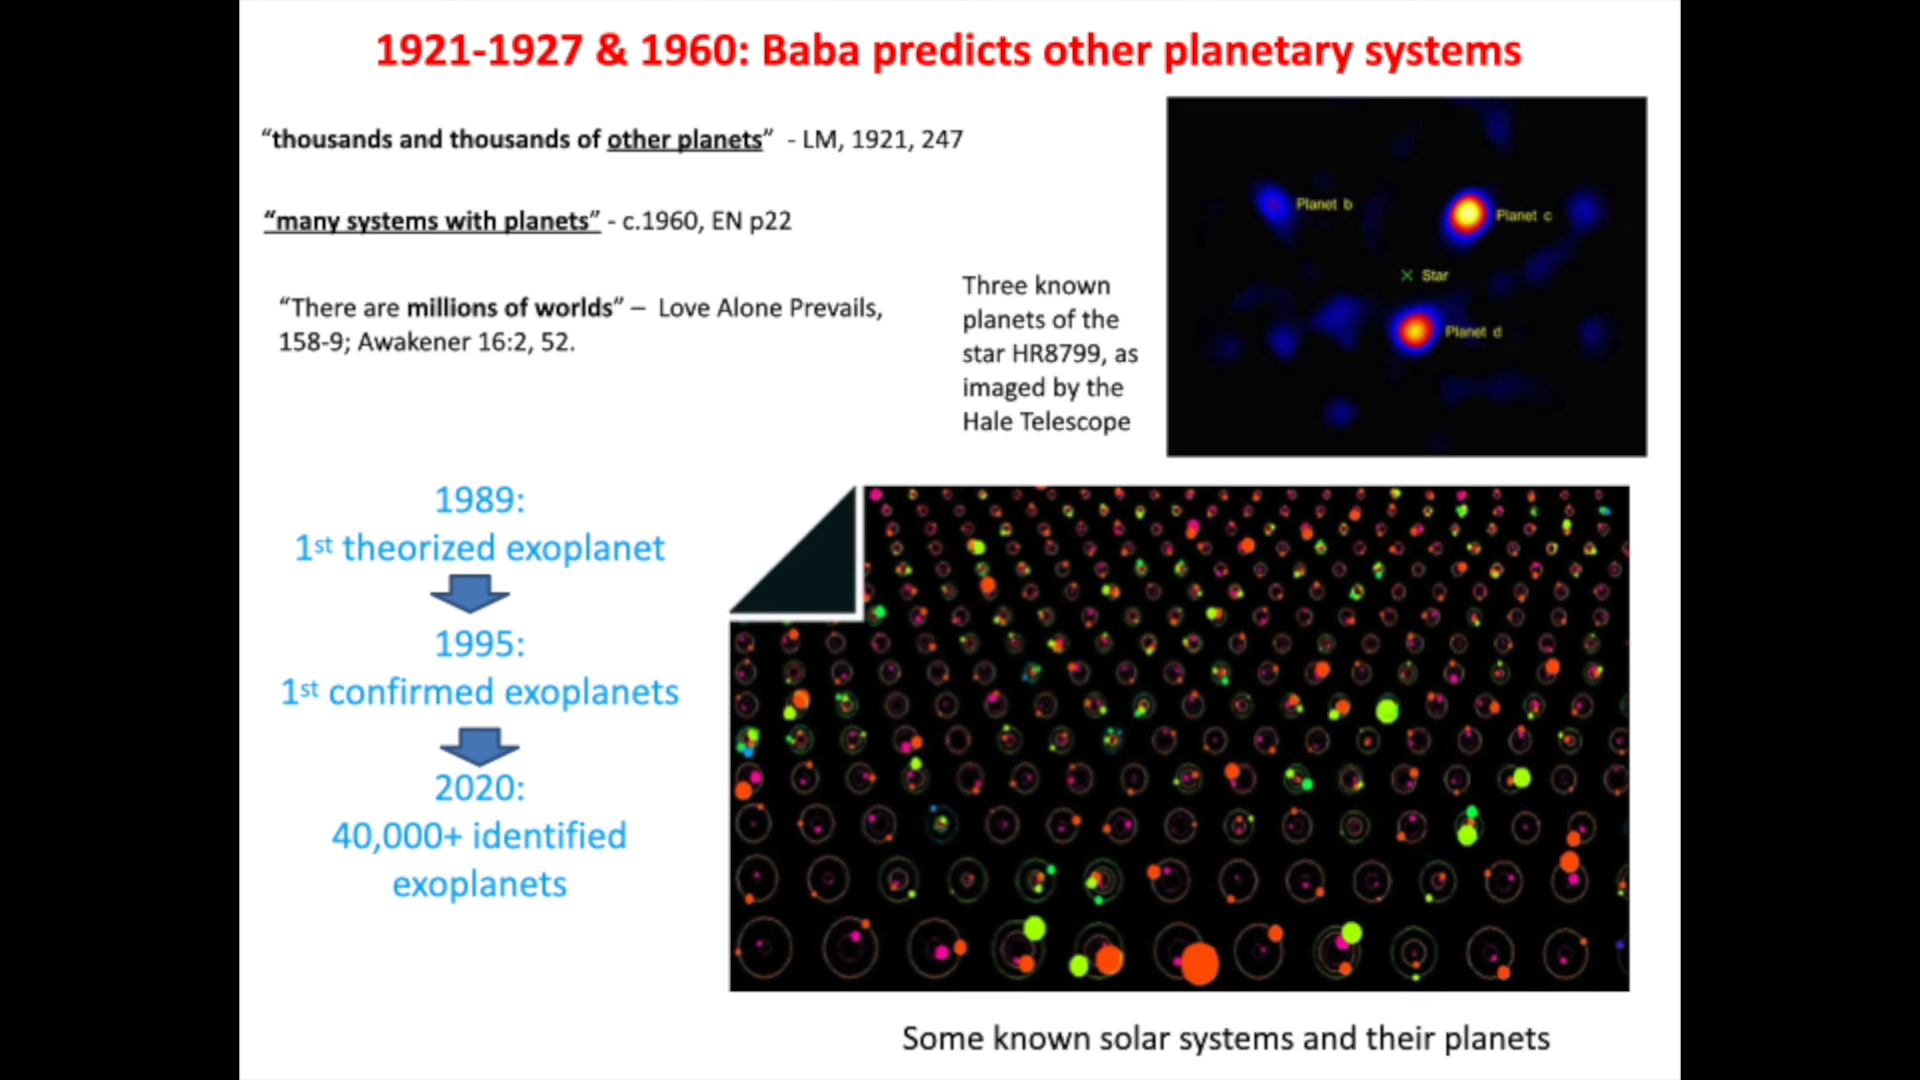 1921-1927 & 1960: Baba predicts other planetary systems
“thousands and thousands of other planets” - LM, 1921, 247
“many systems with planets” - c.1960, EN p22
“There are millions of worlds” – Love Alone Prevails,
158-9; Awakener 16:2, 52.
Three known
planets of the
star HR8799, as
imaged by the
Hale Telescope
Planet b
Planet c
Star
Planet d
1989:
1st theorized exoplanet
1995:
1st confirmed exoplanets
2020:
40,000+ identified
exoplanets
Some known solar systems and their planets